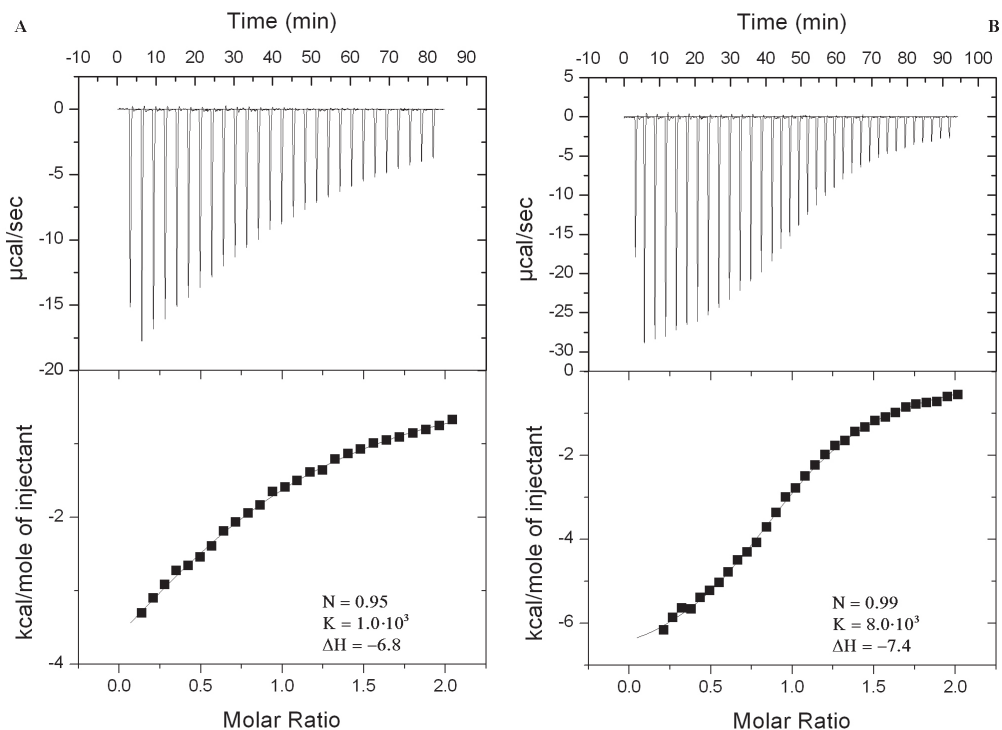 A
Time (min)
-10 0 10 20 30 40 50 60 70 80 90
0
-5
-10
-15
-20
µcal/sec
-2
-4
kcal/mole of injectant
N = 0.95
K = 1.0·10³
ΔH = −6.8
0.0 0.5 1.0 1.5 2.0
Molar Ratio
B
Time (min)
-10 0 10 20 30 40 50 60 70 80 90 100
5
0
-5
-10
-15
-20
-25
-30
µcal/sec
0
-2
-4
-6
kcal/mole of injectant
N = 0.99
K = 8.0·10³
ΔH = −7.4
0.0 0.5 1.0 1.5 2.0
Molar Ratio